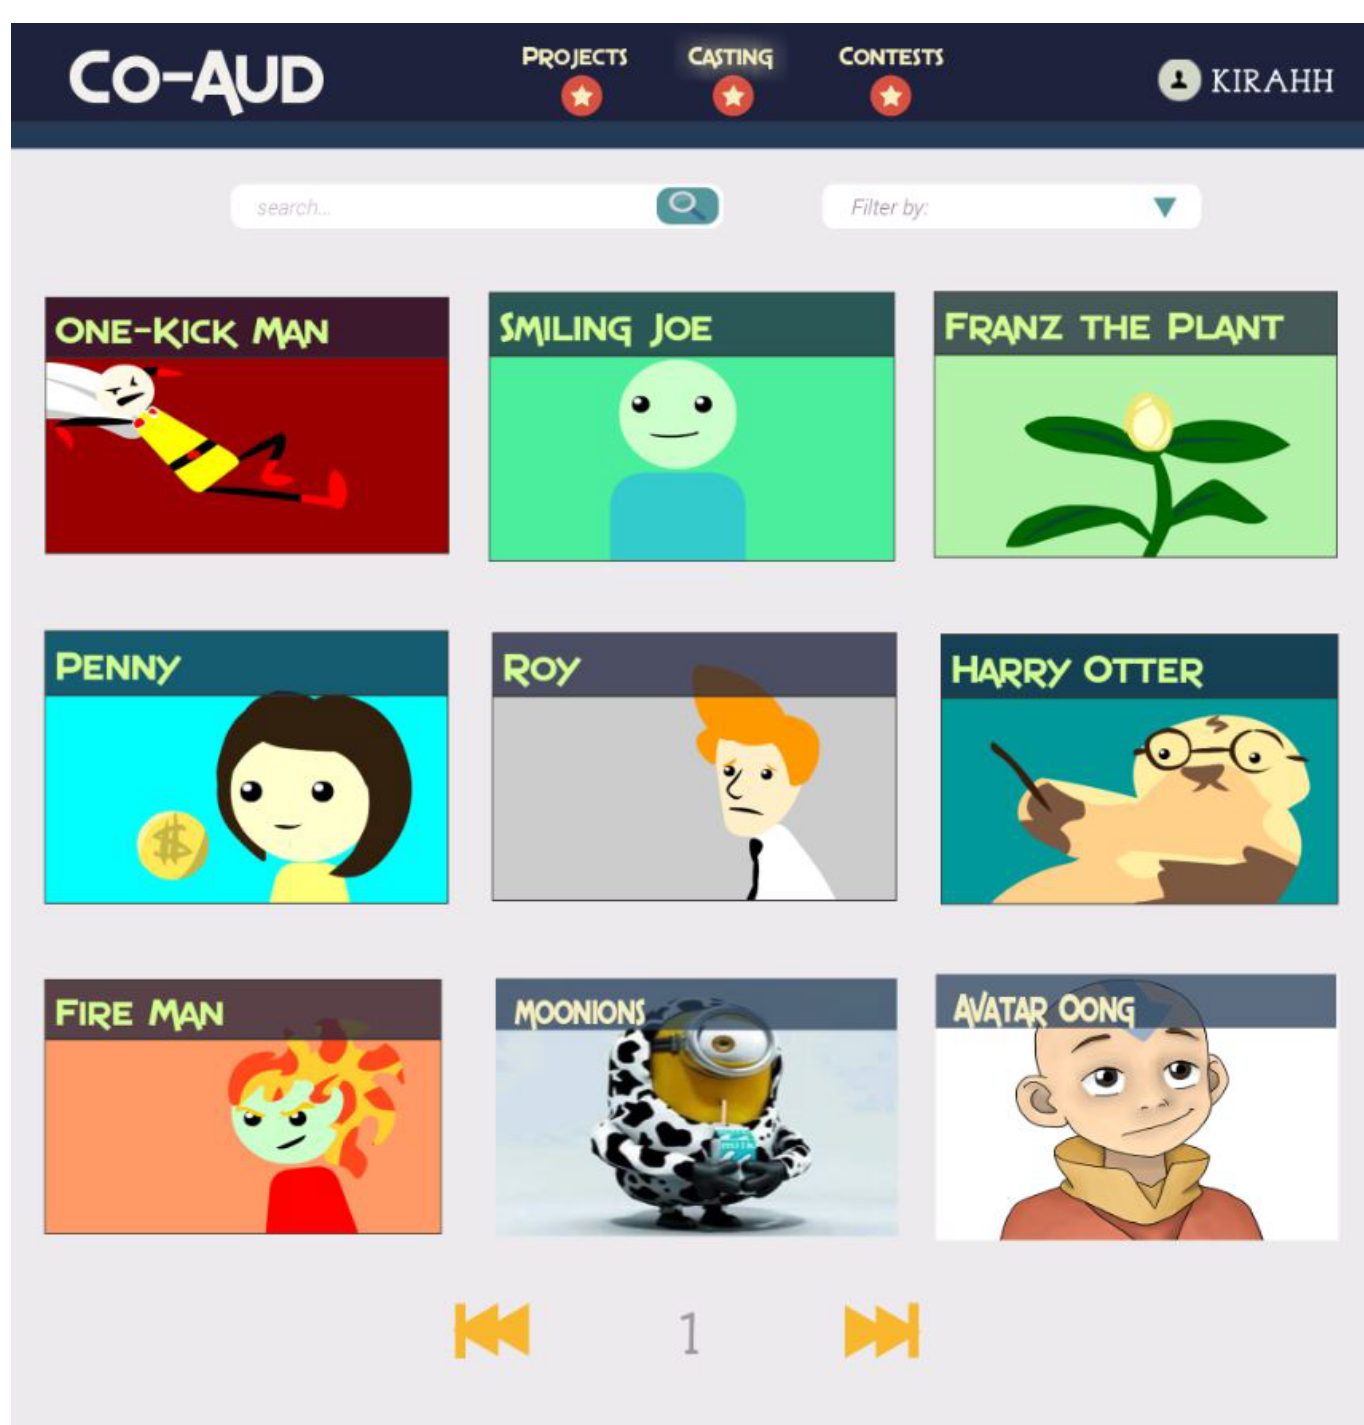 Co-Aud
Projects
Casting
Contests
KIRAHH
search...
Filter by:
One-Kick Man
Smiling Joe
Franz the Plant
Penny
$
Roy
Harry Otter
Fire Man
MOONIONS
milk
Avatar Oong
1